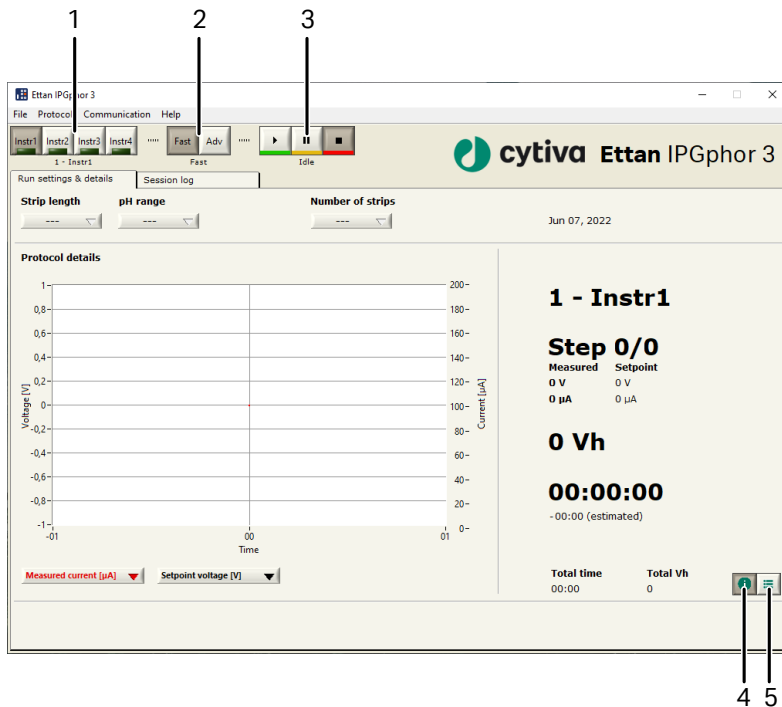 1 2 3
Ettan IPGphor 3
File Protocol Communication Help
Instr1 Instr2 Instr3 Instr4 Fast Adv
1 - Instr1 Fast Idle
cytiva Ettan IPGphor 3
Run settings & details Session log
Strip length pH range Number of strips
--- --- --- Jun 07, 2022
Protocol details
Voltage [V]
1
0,8
0,6
0,4
0,2
0
-0,2
-0,4
-0,6
-0,8
-1
200
180
160
140
120
100
80
60
40
20
0
Current [µA]
-01 00 01
Time
Measured current [µA] Setpoint voltage [V]
1 - Instr1
Step 0/0
Measured Setpoint
0 V 0 V
0 µA 0 µA
0 Vh
00:00:00
-00:00 (estimated)
Total time Total Vh
00:00 0
4 5